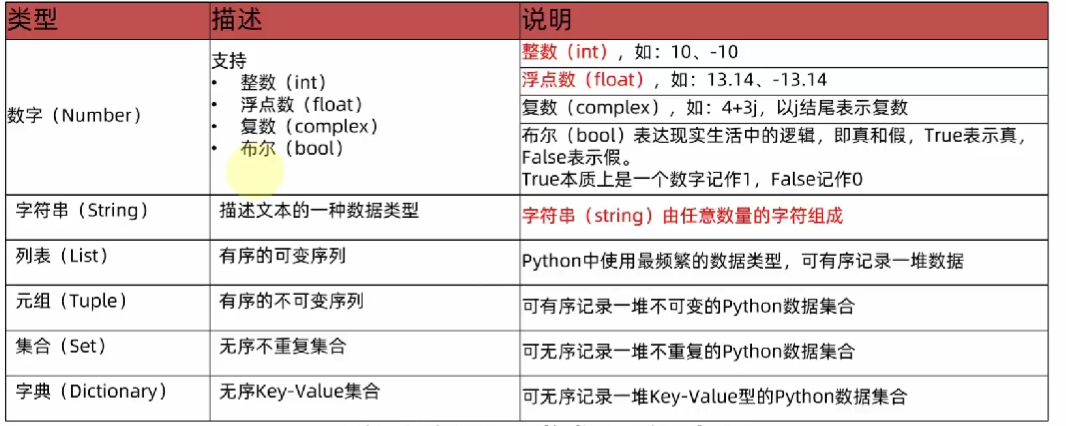 类型 描述 说明
数字（Number）
支持
• 整数（int）
• 浮点数（float）
• 复数（complex）
• 布尔（bool）
整数（int），如：10、-10
浮点数（float），如：13.14、-13.14
复数（complex），如：4+3j，以j结尾表示复数
布尔（bool）表达现实生活中的逻辑，即真和假，True表示真，
False表示假。
True本质上是一个数字记作1，False记作0
字符串（String） 描述文本的一种数据类型 字符串（string）由任意数量的字符组成
列表（List） 有序的可变序列 Python中使用最频繁的数据类型，可有序记录一堆数据
元组（Tuple） 有序的不可变序列 可有序记录一堆不可变的Python数据集合
集合（Set） 无序不重复集合 可无序记录一堆不重复的Python数据集合
字典（Dictionary） 无序Key-Value集合 可无序记录一堆Key-Value型的Python数据集合